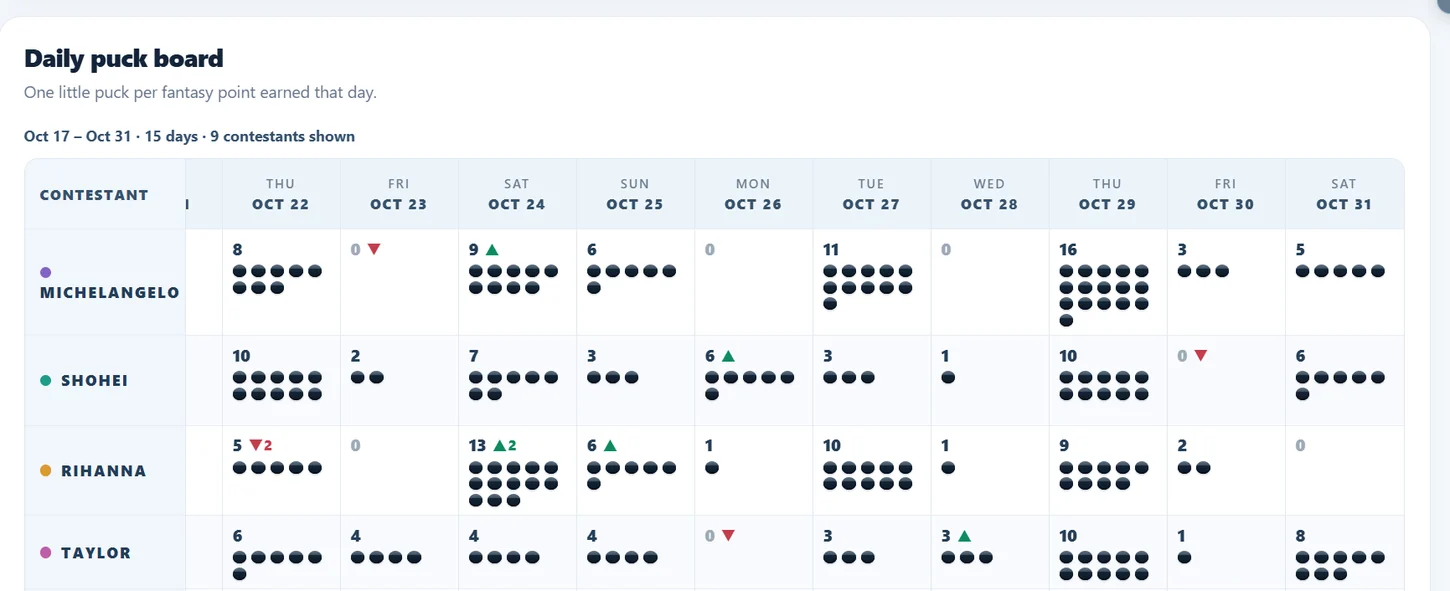 Daily puck board
One little puck per fantasy point earned that day.
Oct 17 – Oct 31 · 15 days · 9 contestants shown
CONTESTANT
THU FRI SAT SUN MON TUE WED THU FRI SAT
OCT 22 OCT 23 OCT 24 OCT 25 OCT 26 OCT 27 OCT 28 OCT 29 OCT 30 OCT 31
MICHELANGELO
8 0 ▼ 9 ▲ 6 0 11 0 16 3 5
SHOHEI
10 2 7 3 6 ▲ 3 1 10 0 ▼ 6
RIHANNA
5 ▼2 0 13 ▲2 6 ▲ 1 10 1 9 2 0
TAYLOR
6 4 4 4 0 ▼ 3 3 ▲ 10 1 8